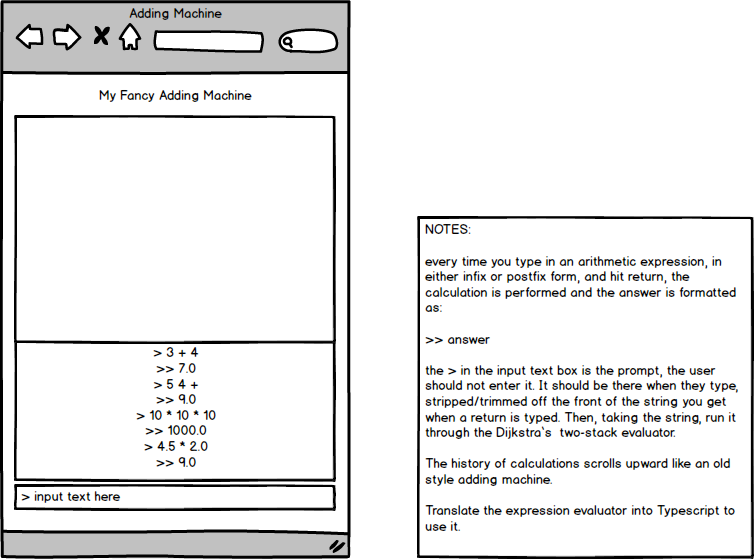 Adding Machine
My Fancy Adding Machine
> 3 + 4
>> 7.0
> 5 4 +
>> 9.0
> 10 * 10 * 10
>> 1000.0
> 4.5 * 2.0
>> 9.0
> input text here
NOTES:
every time you type in an arithmetic expression, in
either infix or postfix form, and hit return, the
calculation is performed and the answer is formatted
as:
>> answer
the > in the input text box is the prompt, the user
should not enter it. It should be there when they type,
stripped/trimmed off the front of the string you get
when a return is typed. Then, taking the string, run it
through the Dijkstra`s two-stack evaluator.
The history of calculations scrolls upward like an old
style adding machine.
Translate the expression evaluator into Typescript to
use it.